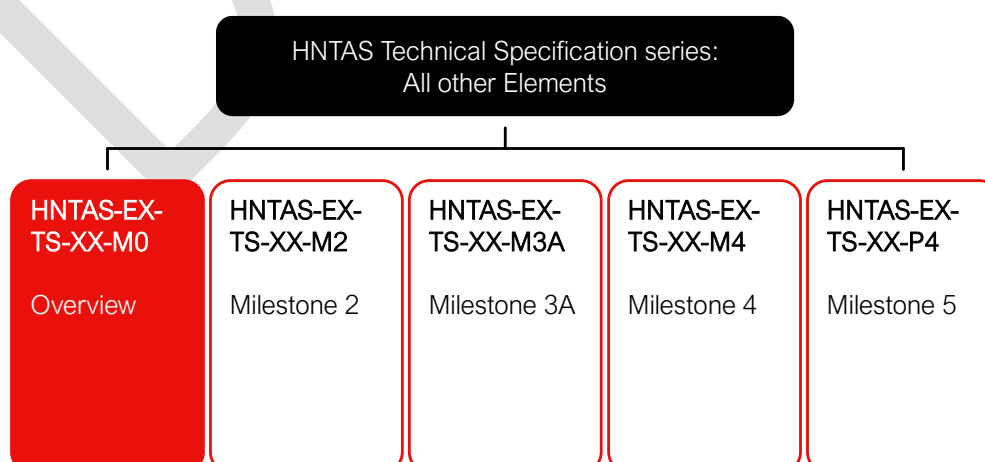 HNTAS Technical Specification series:
All other Elements
HNTAS-EX-
TS-XX-M0
Overview
HNTAS-EX-
TS-XX-M2
Milestone 2
HNTAS-EX-
TS-XX-M3A
Milestone 3A
HNTAS-EX-
TS-XX-M4
Milestone 4
HNTAS-EX-
TS-XX-P4
Milestone 5